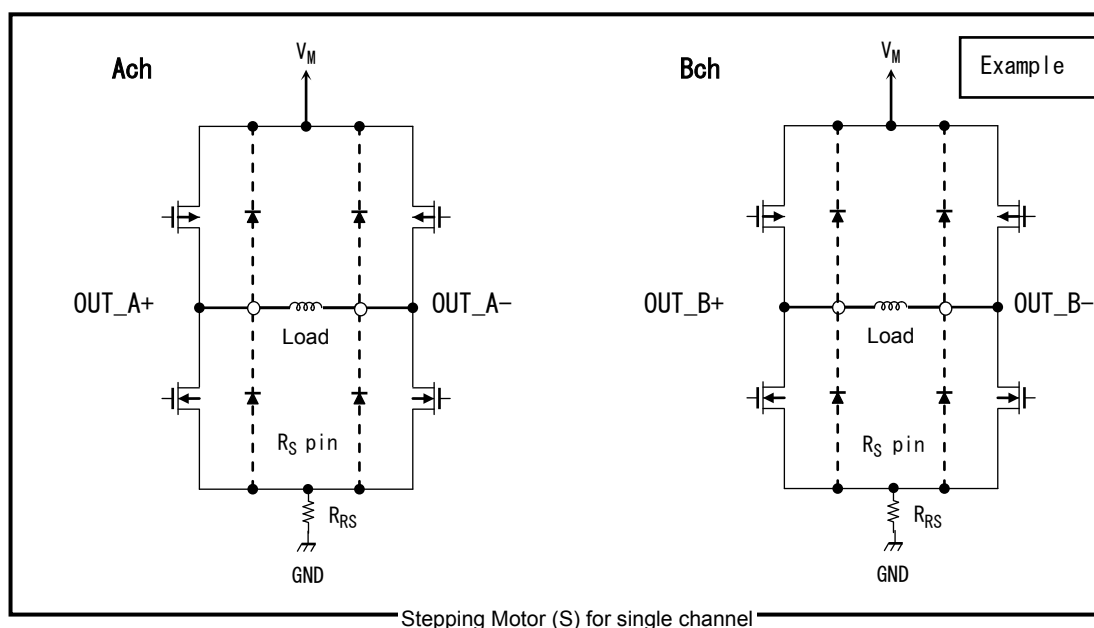 Ach
V_M
Bch
V_M
Example
OUT_A+
OUT_A-
Load
OUT_B+
OUT_B-
Load
R_S pin
R_S pin
R_RS
R_RS
GND
GND
Stepping Motor (S) for single channel